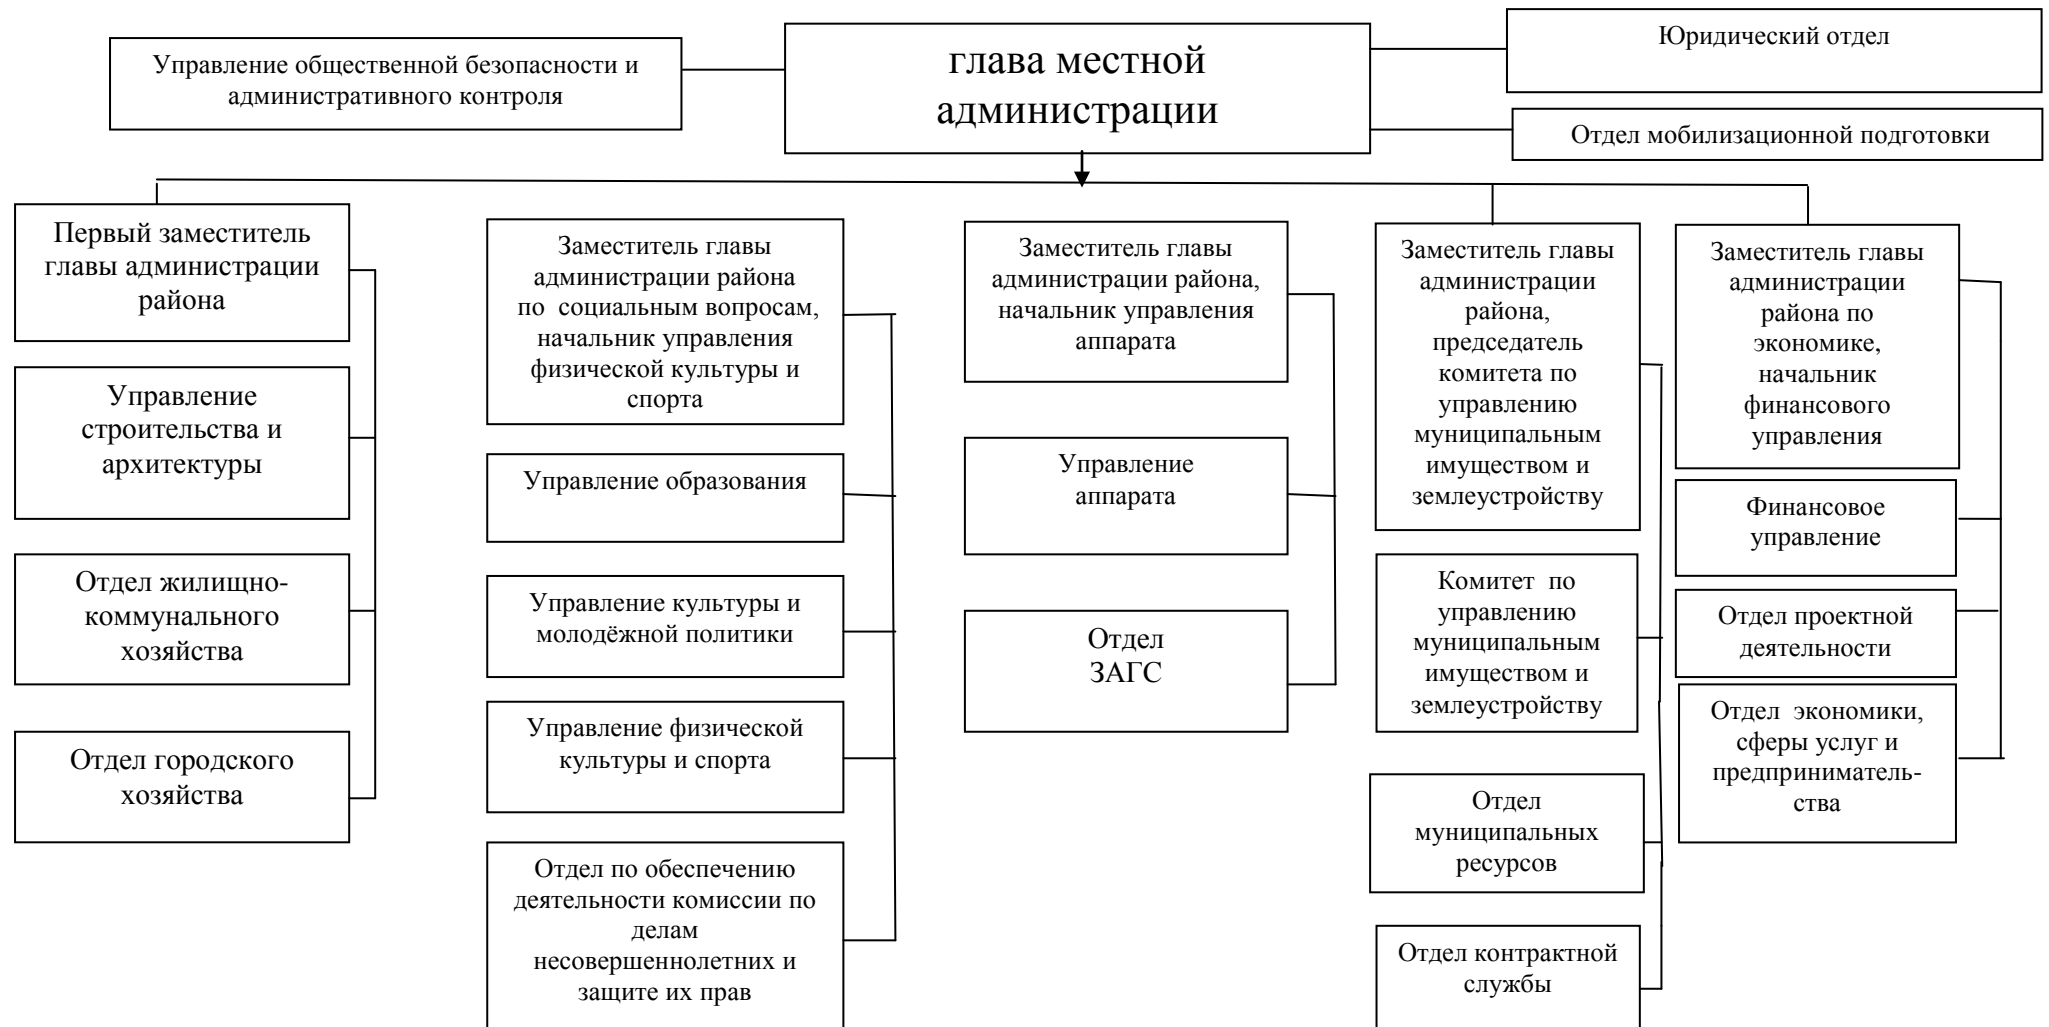 Управление общественной безопасности и
административного контроля
глава местной
администрации
Юридический отдел
Отдел мобилизационной подготовки
Первый заместитель
главы администрации
района
Управление
строительства и
архитектуры
Отдел жилищно-
коммунального
хозяйства
Отдел городского
хозяйства
Заместитель главы
администрации района
по социальным вопросам,
начальник управления
физической культуры и
спорта
Управление образования
Управление культуры и
молодёжной политики
Управление физической
культуры и спорта
Отдел по обеспечению
деятельности комиссии по
делам
несовершеннолетних и
защите их прав
Заместитель главы
администрации района,
начальник управления
аппарата
Управление
аппарата
Отдел
ЗАГС
Заместитель главы
администрации
района,
председатель
комитета по
управлению
муниципальным
имуществом и
землеустройству
Комитет по
управлению
муниципальным
имуществом и
землеустройству
Отдел
муниципальных
ресурсов
Отдел контрактной
службы
Заместитель главы
администрации
района по
экономике,
начальник
финансового
управления
Финансовое
управление
Отдел проектной
деятельности
Отдел экономики,
сферы услуг и
предприниматель-
ства